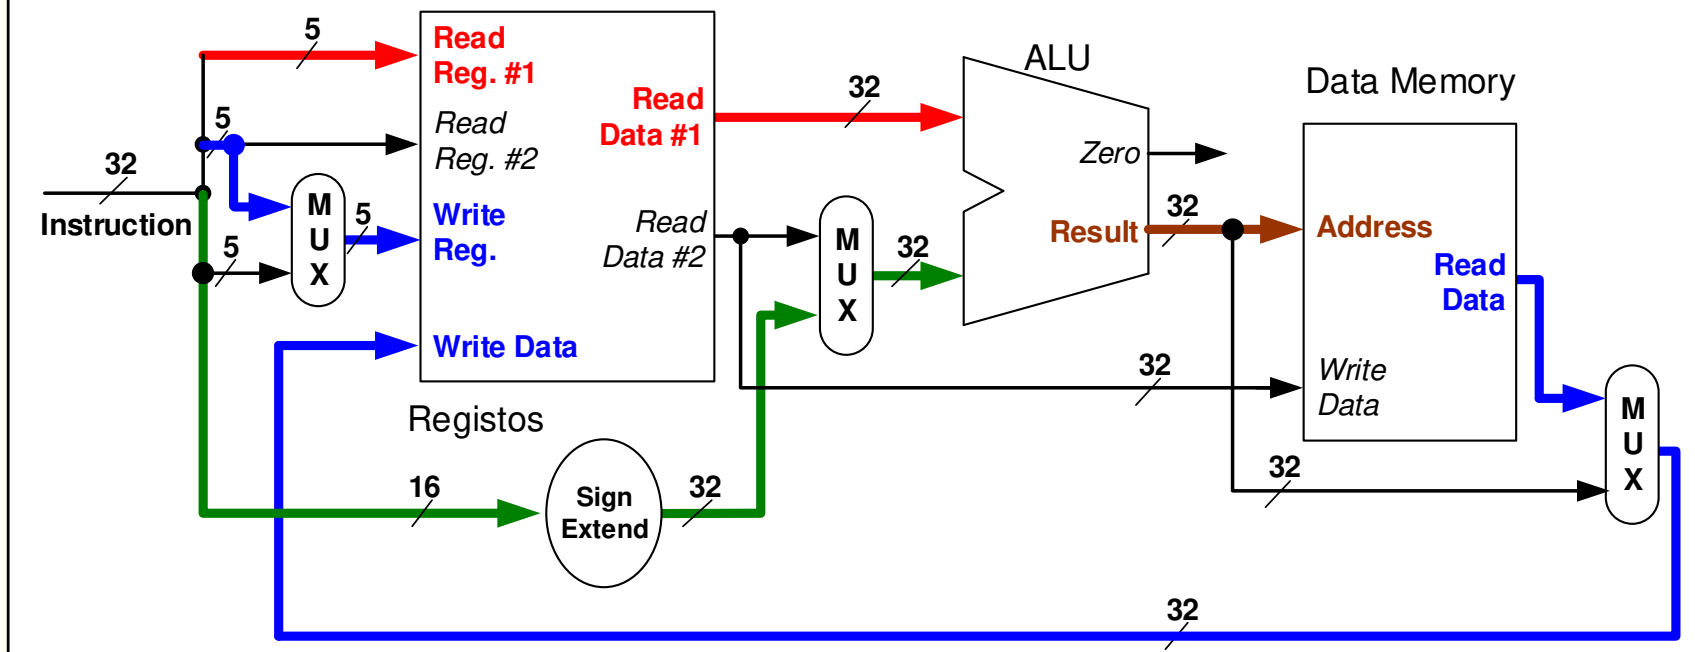 5
Read
Reg. #1
5
Read
Reg. #2
32
Instruction
M
U
X
5
Write
Reg.
5
Write Data
Read
Data #1
Read
Data #2
Registos
16
Sign
Extend
32
M
U
X
32
32
ALU
Zero
Result
32
Data Memory
Address
Read
Data
Write
Data
32
32
M
U
X
32